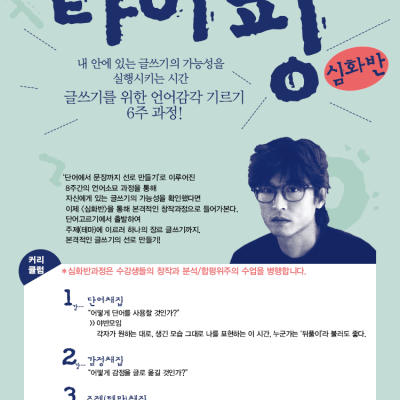 타이핑
심화반
내 안에 있는 글쓰기의 가능성을
실행시키는 시간
글쓰기를 위한 언어감각 기르기
6주 과정!
'단어에서 문장까지 선로 만들기'로 이루어진
8주간의 언어소묘 과정을 통해
자신에게 있는 글쓰기의 가능성을 확인했다면
이제 <심화반>을 통해 본격적인 창작과정으로 들어가본다.
단어고르기에서 출발하여
주제(테마)에 이르러 하나의 장르 글쓰기까지,
본격적인 글쓰기의 선로 만들기!
커리
큘럼
*심화반과정은 수강생들의 창작과 분석/합평위주의 수업을 병행합니다.
1강 단어채집
"어떻게 단어를 사용할 것인가?"
>> 야반모임
각자가 원하는 대로, 생긴 모습 그대로 나를 표현하는 이 시간, 누군가는 '뒤풀이'라 불러도 좋다.
2강 감정채집
"어떻게 감정을 글로 옮길 것인가?"
3 주제(테마)채집